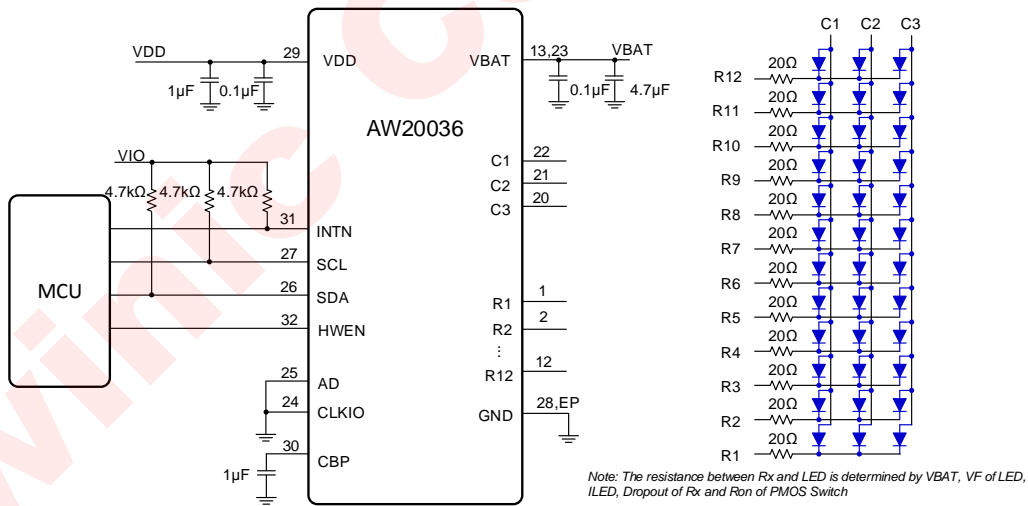 C1 C2 C3
VDD 29 VDD VBAT 13,23 VBAT
1µF 0.1µF 0.1µF 4.7µF
AW20036
VIO
4.7kΩ 4.7kΩ 4.7kΩ
MCU
31 INTN
27 SCL
26 SDA
32 HWEN
25 AD
24 CLKIO
30 CBP
1µF
C1 22
C2 21
C3 20
R1 1
R2 2
⋮
R12 12
GND 28,EP
20Ω
R12
20Ω
R11
20Ω
R10
20Ω
R9
20Ω
R8
20Ω
R7
20Ω
R6
20Ω
R5
20Ω
R4
20Ω
R3
20Ω
R2
20Ω
R1
Note: The resistance between Rx and LED is determined by VBAT, VF of LED,
ILED, Dropout of Rx and Ron of PMOS Switch
winic C